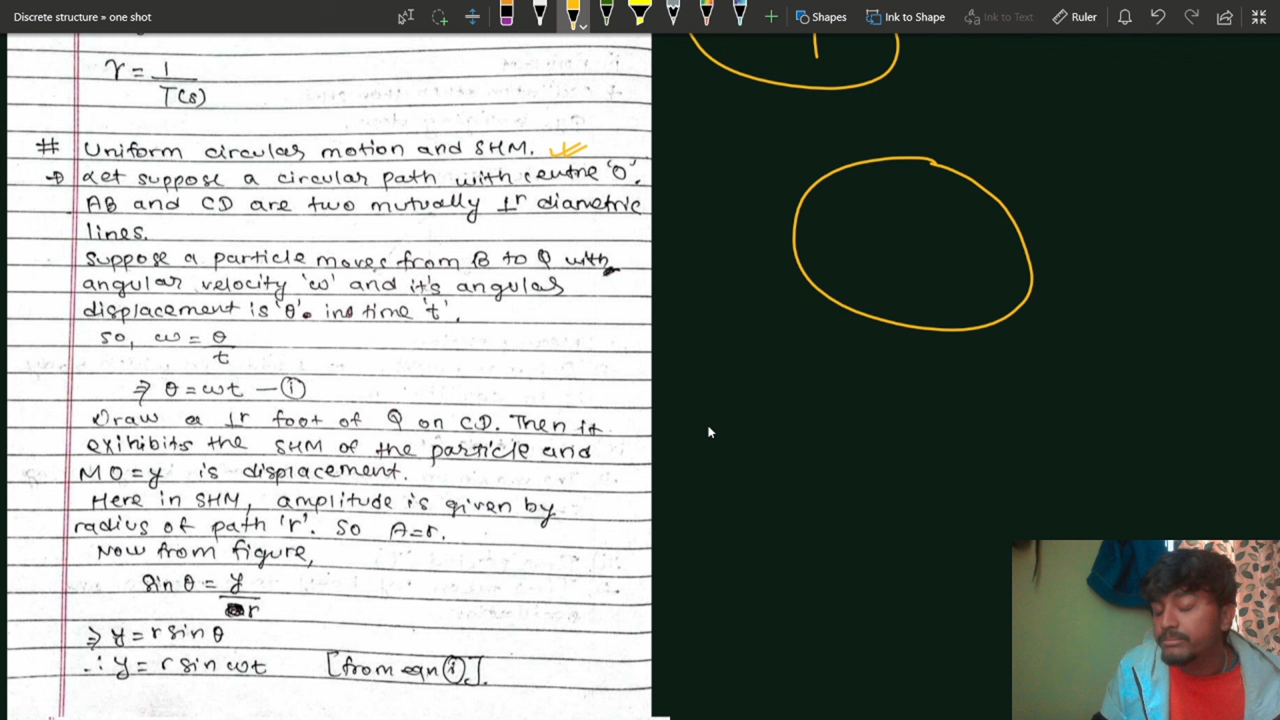 Discrete structure » one shot
Shapes
Ink to Shape
Ink to Text
Ruler
γ = 1
T(s)
# Uniform circular motion and SHM.
→ Let suppose a circular path with centre 'O'.
AB and CD are two mutually ⊥r diametric
lines.
Suppose a particle moves from B to Q with
angular velocity 'ω' and it's angular
displacement is 'θ'. in time 't'.
so, ω = θ
t
⇒ θ = ωt — (i)
Draw a ⊥r foot of Q on CD. Then it
exihibits the SHM of the particle and
MO = y is displacement.
Here in SHM, amplitude is given by
radius of path 'r'. So A = r.
Now from figure,
sin θ = y
r
⇒ y = r sin θ
∴ y = r sin ωt [from eqn (i).].